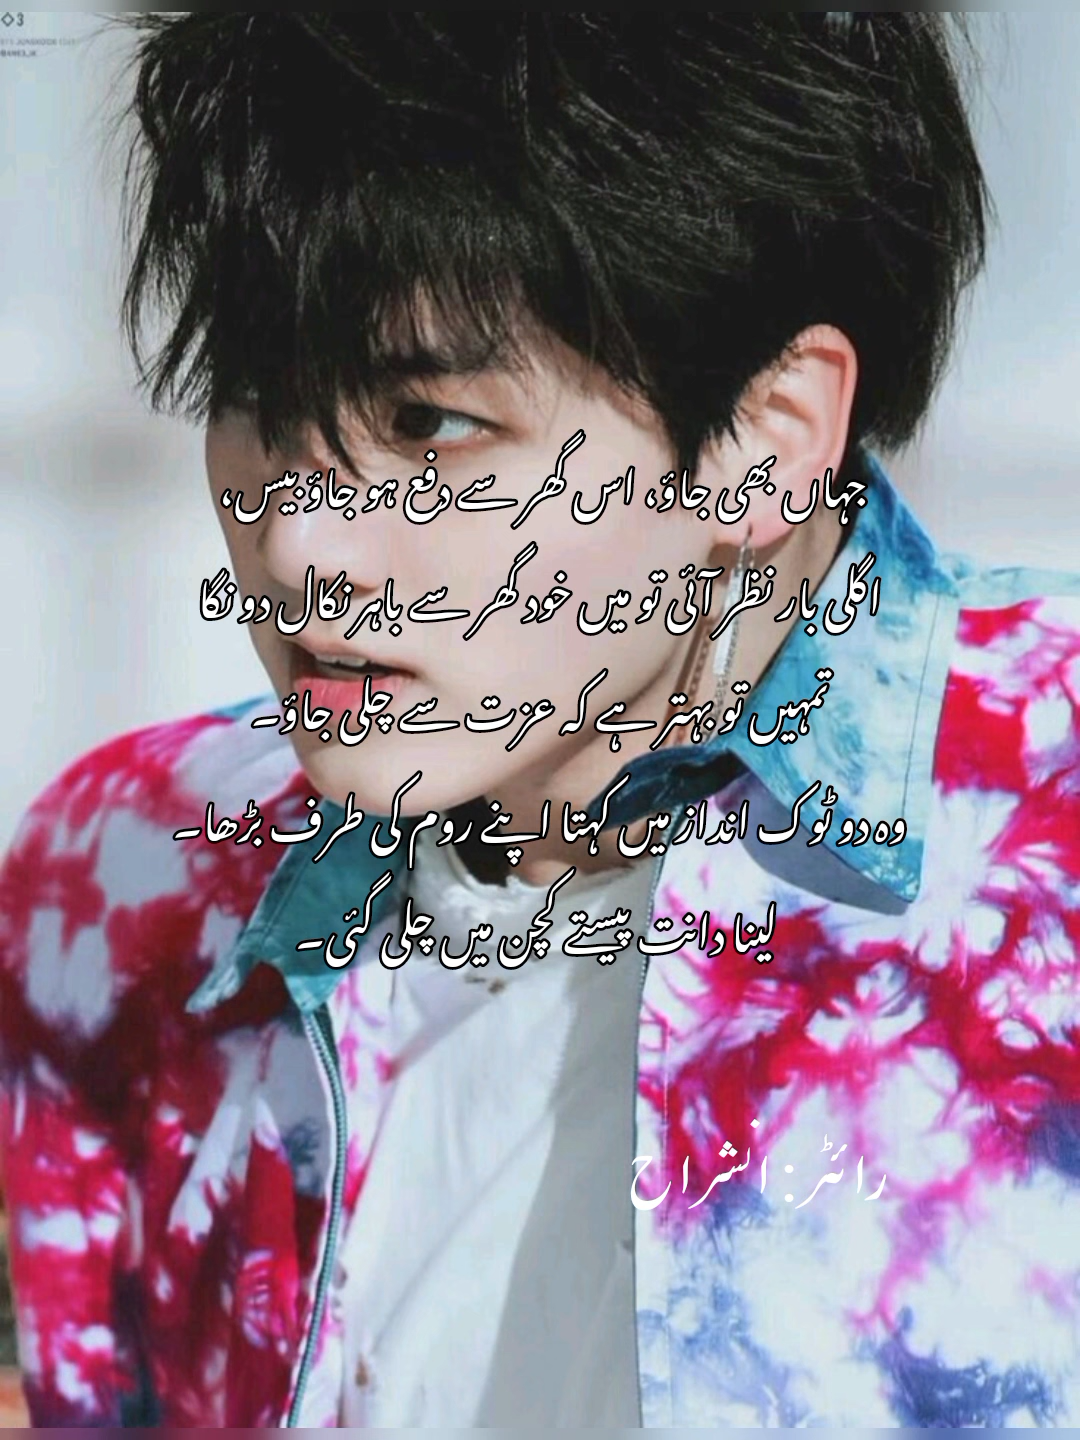 ◇3
جہاں بھی جاؤ، اس گھر سے دفع ہو جاؤ بیس،
اگلی بار نظر آئی تو میں خود گھر سے باہر نکال دونگا
تمہیں تو بہتر ہے کہ عزت سے چلی جاؤ۔
وہ دو ٹوک انداز میں کہتا اپنے روم کی طرف بڑھا۔
لینا دانت پیستے کچن میں چلی گئی۔
رائٹر : انشراح